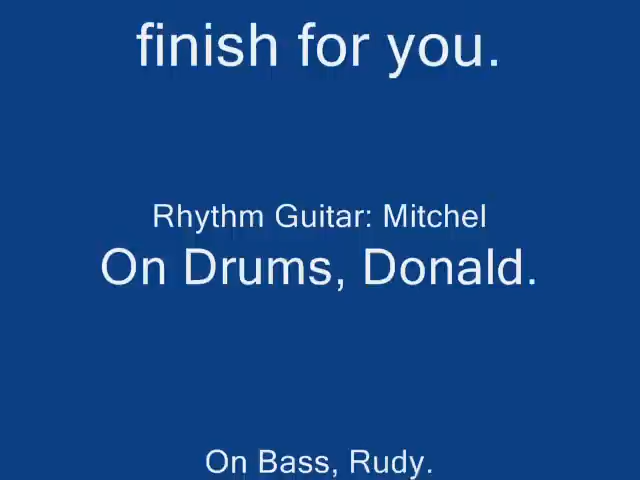 finish for you.
Rhythm Guitar: Mitchel
On Drums, Donald.
On Bass, Rudy.